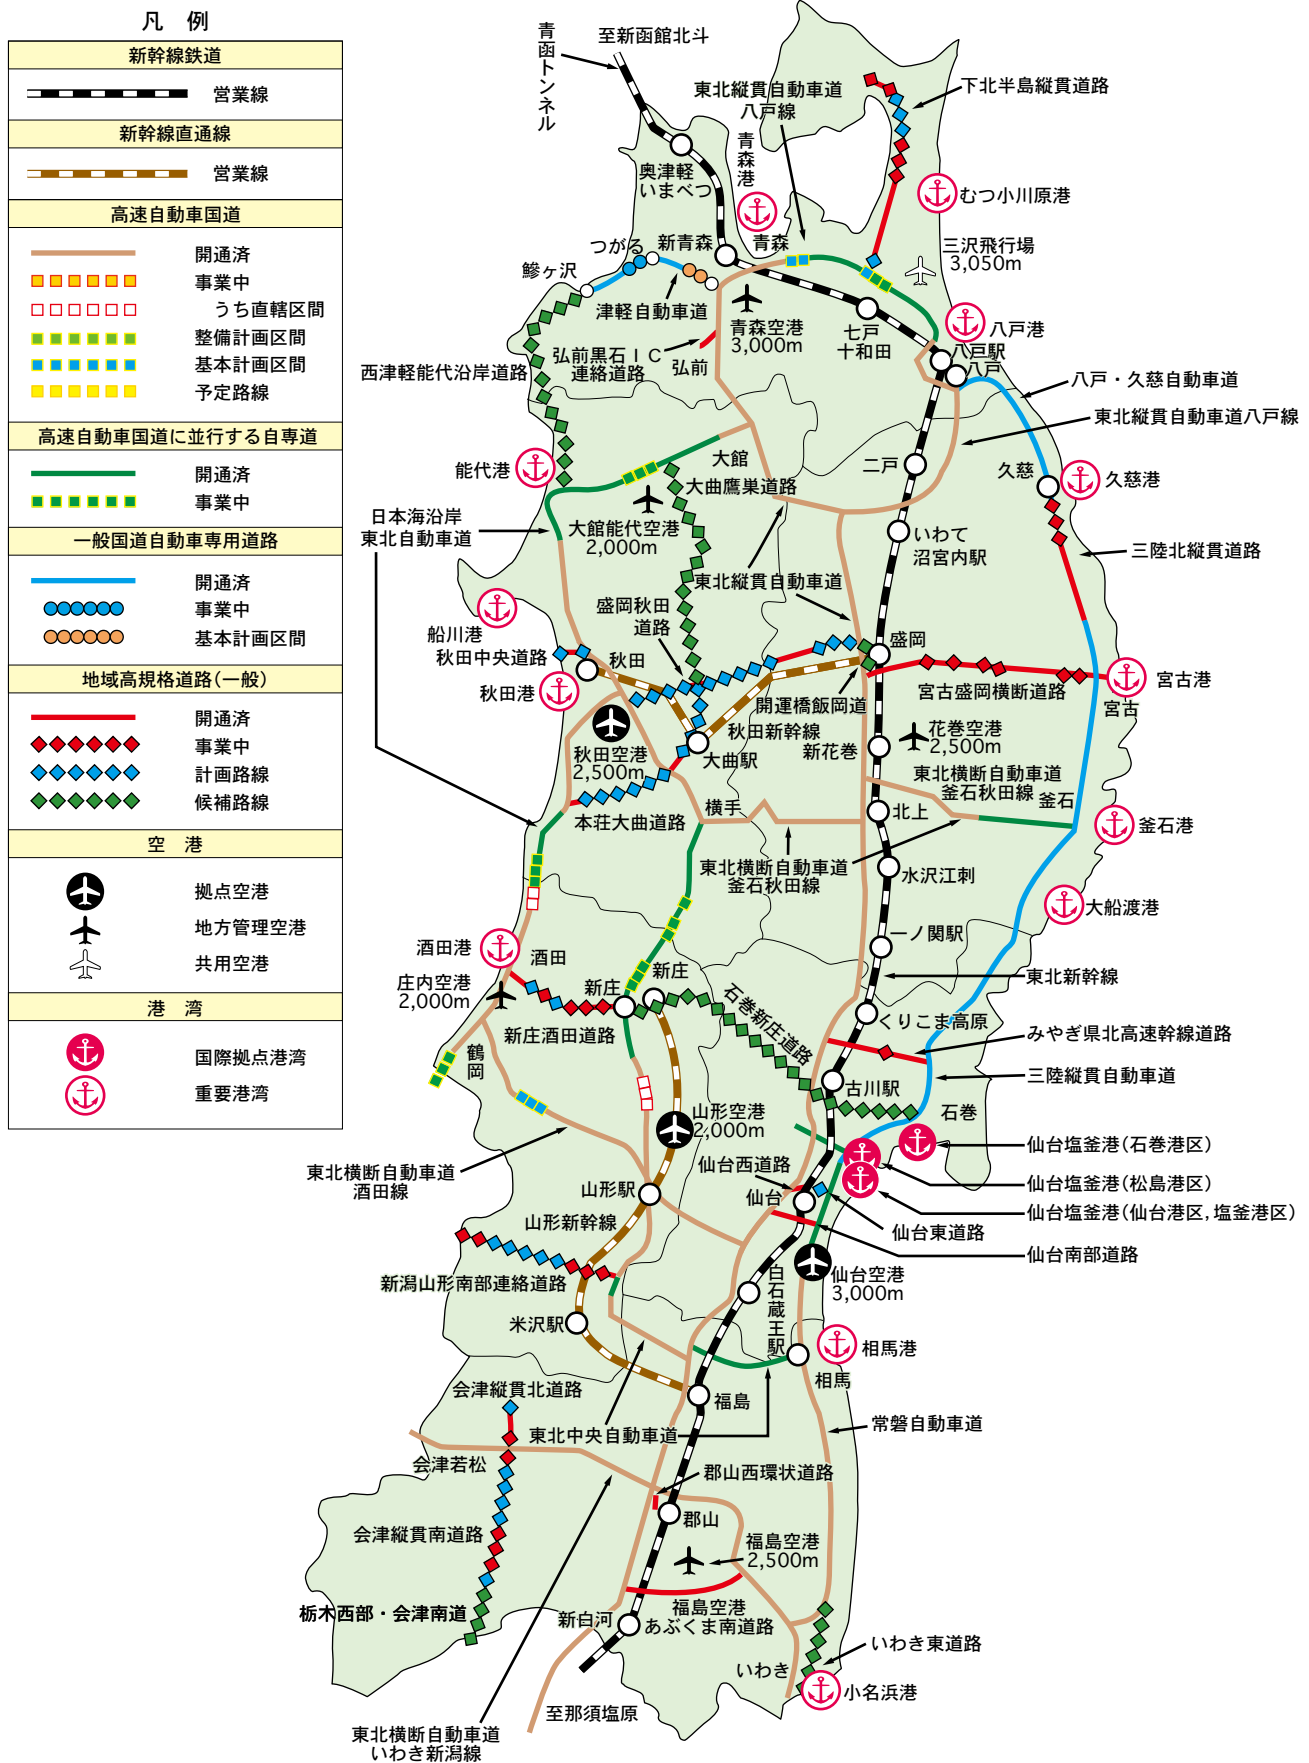 凡　例
新幹線鉄道
営業線
新幹線直通線
営業線
高速自動車国道
開通済
事業中
うち直轄区間
整備計画区間
基本計画区間
予定路線
高速自動車国道に並行する自専道
開通済
事業中
一般国道自動車専用道路
開通済
事業中
基本計画区間
地域高規格道路(一般)
開通済
事業中
計画路線
候補路線
空　港
拠点空港
地方管理空港
共用空港
港　湾
国際拠点港湾
重要港湾
青函トンネル
至新函館北斗
東北縦貫自動車道
八戸線
下北半島縦貫道路
青森港
奥津軽
いまべつ
むつ小川原港
つがる
新青森
青森
三沢飛行場
3,050m
鰺ヶ沢
津軽自動車道
青森空港
3,000m
七戸
十和田
八戸港
八戸駅
八戸
弘前黒石ＩＣ
連絡道路
弘前
西津軽能代沿岸道路
八戸・久慈自動車道
東北縦貫自動車道八戸線
能代港
大館
二戸
久慈
久慈港
大曲鷹巣道路
日本海沿岸
東北自動車道
大館能代空港
2,000m
いわて
沼宮内駅
三陸北縦貫道路
東北縦貫自動車道
盛岡秋田
道路
船川港
秋田中央道路
秋田
盛岡
秋田港
開運橋飯岡道
宮古盛岡横断道路
宮古港
宮古
秋田空港
2,500m
秋田新幹線
大曲駅
新花巻
花巻空港
2,500m
東北横断自動車道
釜石秋田線
釜石
横手
北上
本荘大曲道路
釜石港
東北横断自動車道
釜石秋田線
水沢江刺
大船渡港
酒田港
酒田
一ノ関駅
庄内空港
2,000m
新庄
新庄
東北新幹線
石巻新庄道路
くりこま高原
新庄酒田道路
みやぎ県北高速幹線道路
鶴岡
古川駅
三陸縦貫自動車道
石巻
山形空港
2,000m
仙台塩釜港(石巻港区)
仙台西道路
東北横断自動車道
酒田線
山形駅
仙台
仙台塩釜港(松島港区)
仙台塩釜港(仙台港区,塩釜港区)
山形新幹線
仙台東道路
仙台南部道路
新潟山形南部連絡道路
白石蔵王駅
仙台空港
3,000m
米沢駅
相馬港
相馬
会津縦貫北道路
福島
常磐自動車道
東北中央自動車道
会津若松
郡山西環状道路
郡山
会津縦貫南道路
福島空港
2,500m
栃木西部・会津南道
新白河
福島空港
あぶくま南道路
いわき東道路
いわき
小名浜港
至那須塩原
東北横断自動車道
いわき新潟線